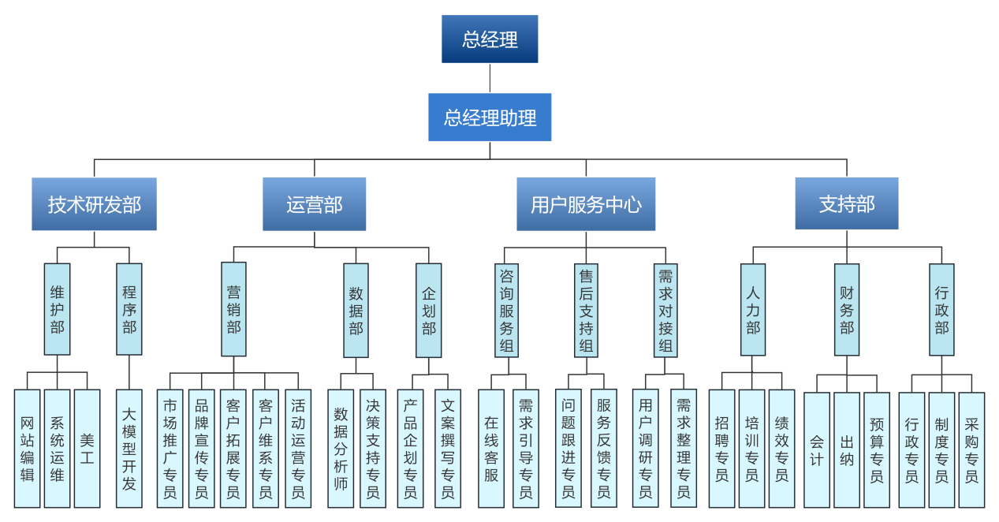 总经理
总经理助理
技术研发部
运营部
用户服务中心
支持部
维护部
程序部
营销部
数据部
企划部
咨询服务组
售后支持组
需求对接组
人力部
财务部
行政部
网站编辑
系统运维
美工
大模型开发
市场推广专员
品牌宣传专员
客户拓展专员
客户维系专员
活动运营专员
数据分析师
决策支持专员
产品企划专员
文案撰写专员
在线客服
需求引导专员
问题跟进专员
服务反馈专员
用户调研专员
需求整理专员
招聘专员
培训专员
绩效专员
会计
出纳
预算专员
行政专员
制度专员
采购专员